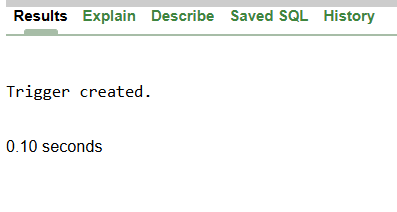 Results Explain Describe Saved SQL History
Trigger created.
0.10 seconds